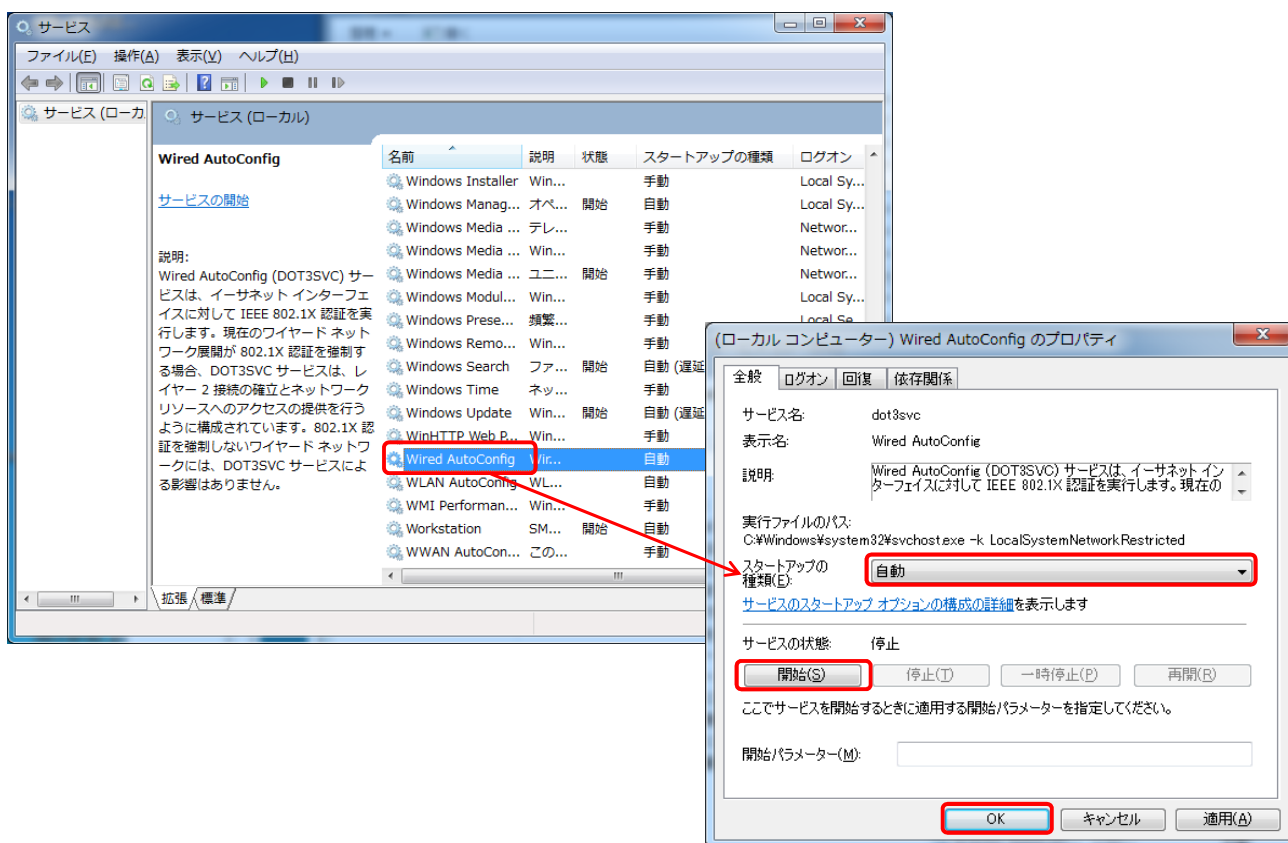 サービス
ファイル(F) 操作(A) 表示(V) ヘルプ(H)
サービス (ローカ
サービス (ローカル)
Wired AutoConfig
サービスの開始
説明:
Wired AutoConfig (DOT3SVC) サー
ビスは、イーサネット インターフェ
イスに対して IEEE 802.1X 認証を実
行します。現在のワイヤード ネット
ワーク展開が 802.1X 認証を強制す
る場合、DOT3SVC サービスは、レ
イヤー 2 接続の確立とネットワーク
リソースへのアクセスの提供を行う
ように構成されています。802.1X 認
証を強制しないワイヤード ネットワ
ークには、DOT3SVC サービスによ
る影響はありません。
名前 説明 状態 スタートアップの種類 ログオン
Windows Installer Win... 手動 Local Sy...
Windows Manag... オペ... 開始 自動 Local Sy...
Windows Media ... テレ... 手動 Networ...
Windows Media ... Win... 手動 Networ...
Windows Media ... ユニ... 開始 手動 Networ...
Windows Modul... Win... 手動 Local Sy...
Windows Prese... 頻繁... 手動 Local Se
Windows Remo... Win... 手動
Windows Search ファ... 開始 自動 (遅延
Windows Time ネッ... 手動
Windows Update Win... 開始 自動 (遅延
WinHTTP Web P... Win... 手動
Wired AutoConfig Wir... 自動
WLAN AutoConfig WL... 自動
WMI Performan... Win... 手動
Workstation SM... 開始 自動
WWAN AutoCon... この... 手動
拡張 標準
(ローカル コンピューター) Wired AutoConfig のプロパティ
全般 ログオン 回復 依存関係
サービス名: dot3svc
表示名: Wired AutoConfig
説明: Wired AutoConfig (DOT3SVC) サービスは、イーサネット イン
ターフェイスに対して IEEE 802.1X 認証を実行します。現在の
実行ファイルのパス:
C:¥Windows¥system32¥svchost.exe -k LocalSystemNetworkRestricted
スタートアップの
種類(E): 自動
サービスのスタートアップ オプションの構成の詳細を表示します
サービスの状態: 停止
開始(S) 停止(T) 一時停止(P) 再開(R)
ここでサービスを開始するときに適用する開始パラメーターを指定してください。
開始パラメーター(M):
OK キャンセル 適用(A)